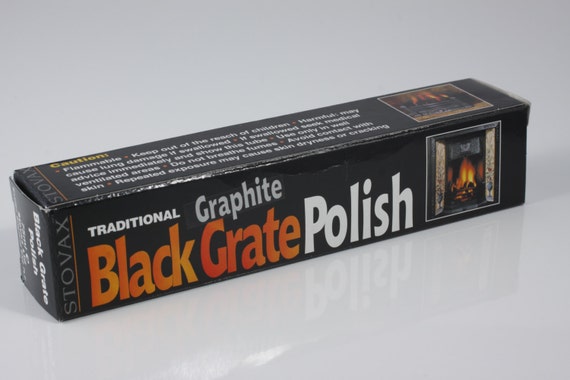 Caution:
• Flammable • Keep out of the reach of children • Harmful: may
cause lung damage if swallowed • If swallowed seek medical
advice immediately and show this tube • Use only in well
ventilated areas • Do not breathe fumes • Avoid contact with
skin • Repeated exposure may cause skin dryness or cracking
STOVAX
STOVAX
TRADITIONAL
Graphite
Black Grate Polish
Black Grate
Polish